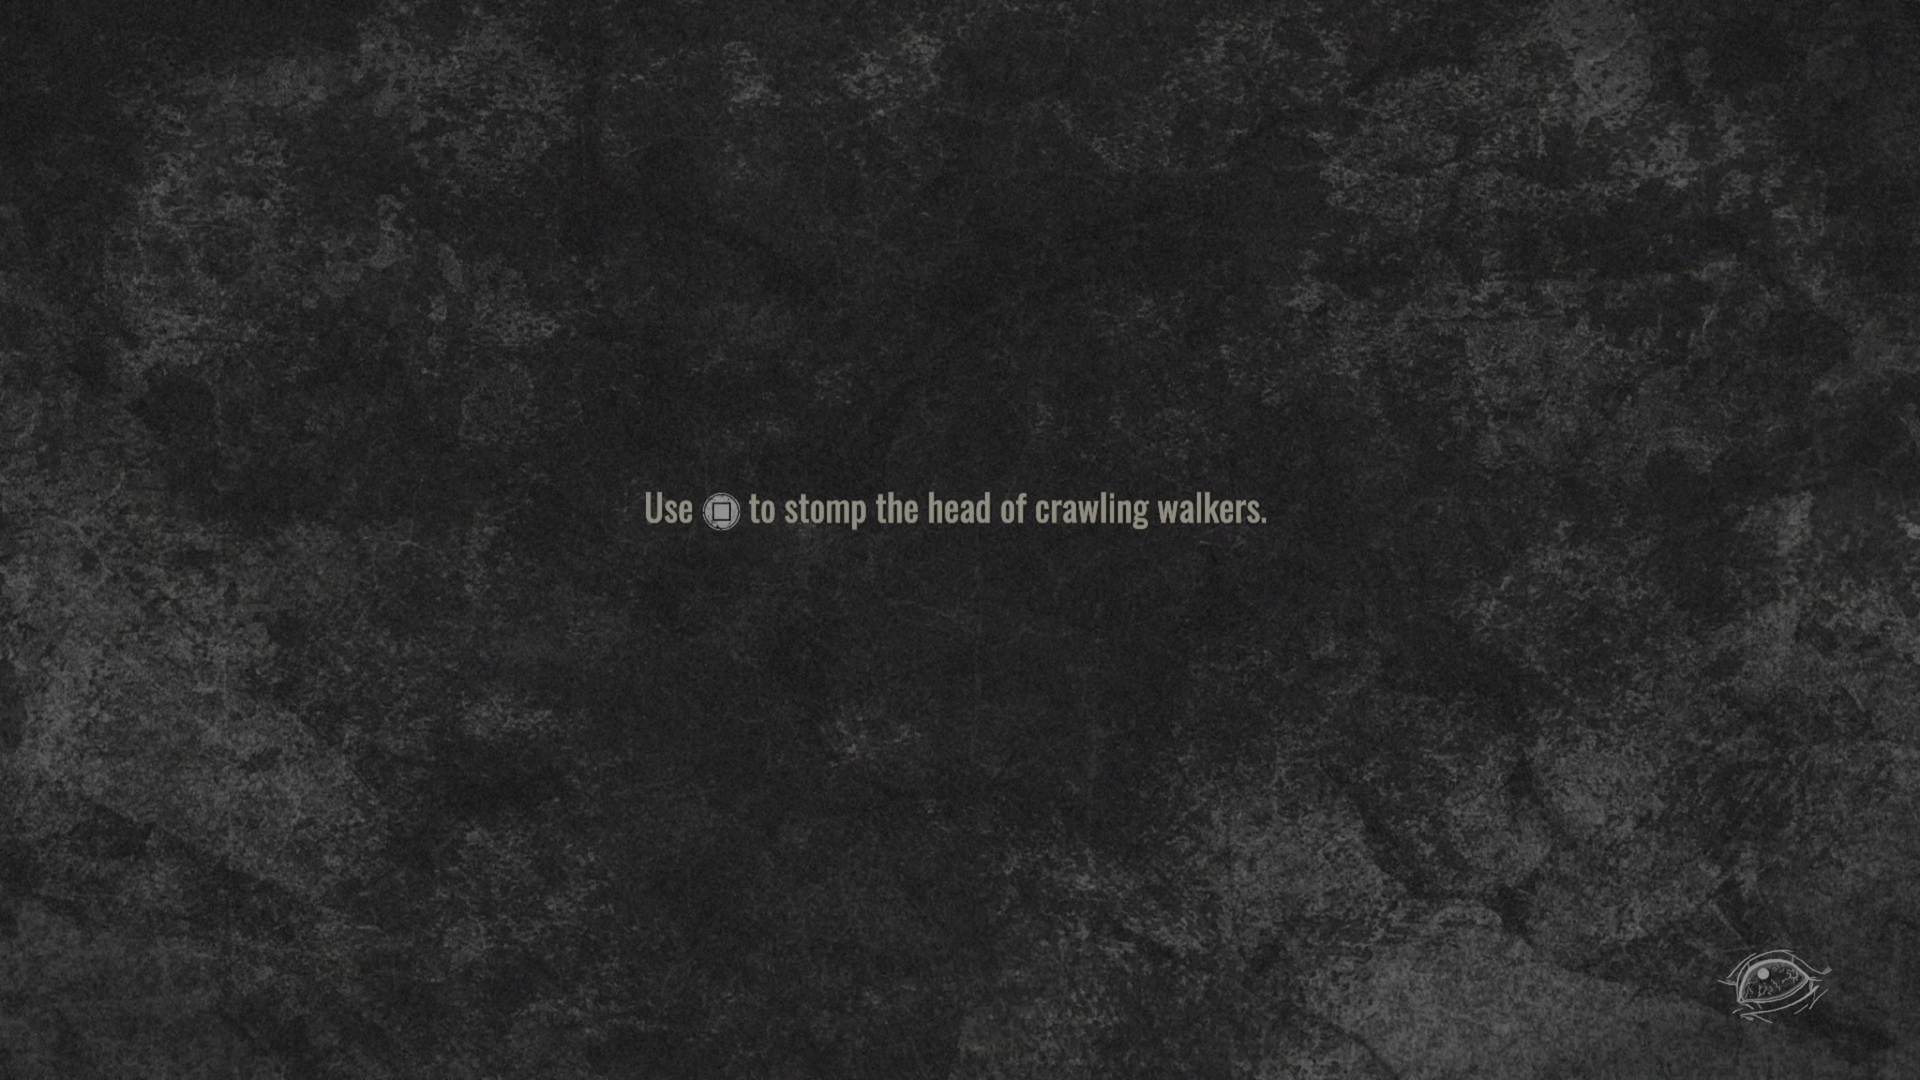 Use □ to stomp the head of crawling walkers.